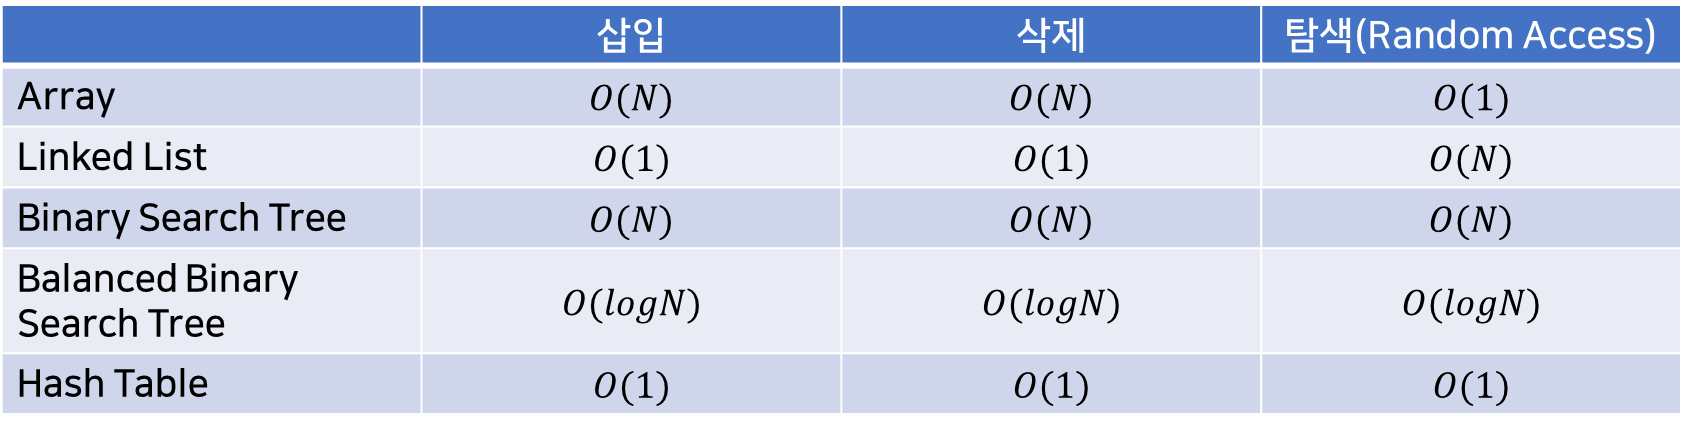 삽입 삭제 탐색(Random Access)
Array O(N) O(N) O(1)
Linked List O(1) O(1) O(N)
Binary Search Tree O(N) O(N) O(N)
Balanced Binary
Search Tree O(logN) O(logN) O(logN)
Hash Table O(1) O(1) O(1)